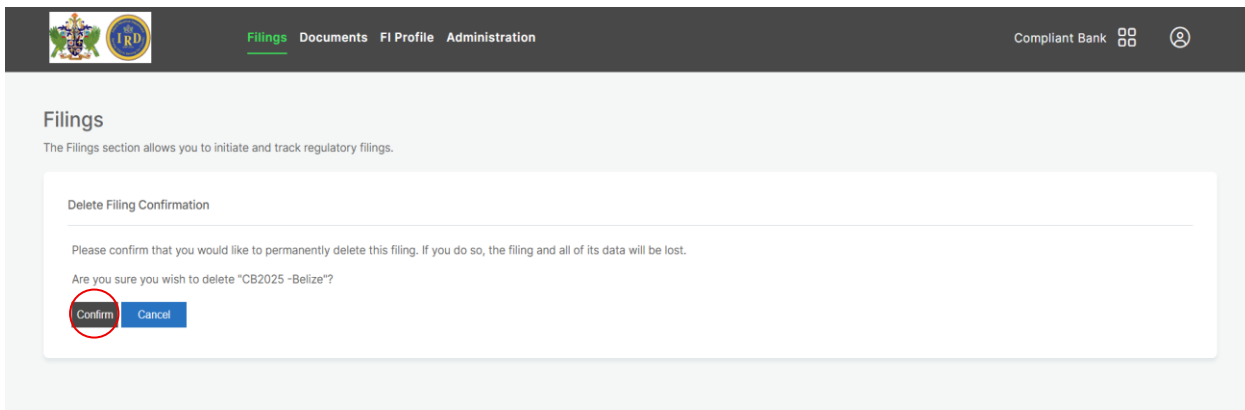 IRD
Filings Documents FI Profile Administration
Compliant Bank
Filings
The Filings section allows you to initiate and track regulatory filings.
Delete Filing Confirmation
Please confirm that you would like to permanently delete this filing. If you do so, the filing and all of its data will be lost.
Are you sure you wish to delete "CB2025 -Belize"?
Confirm Cancel